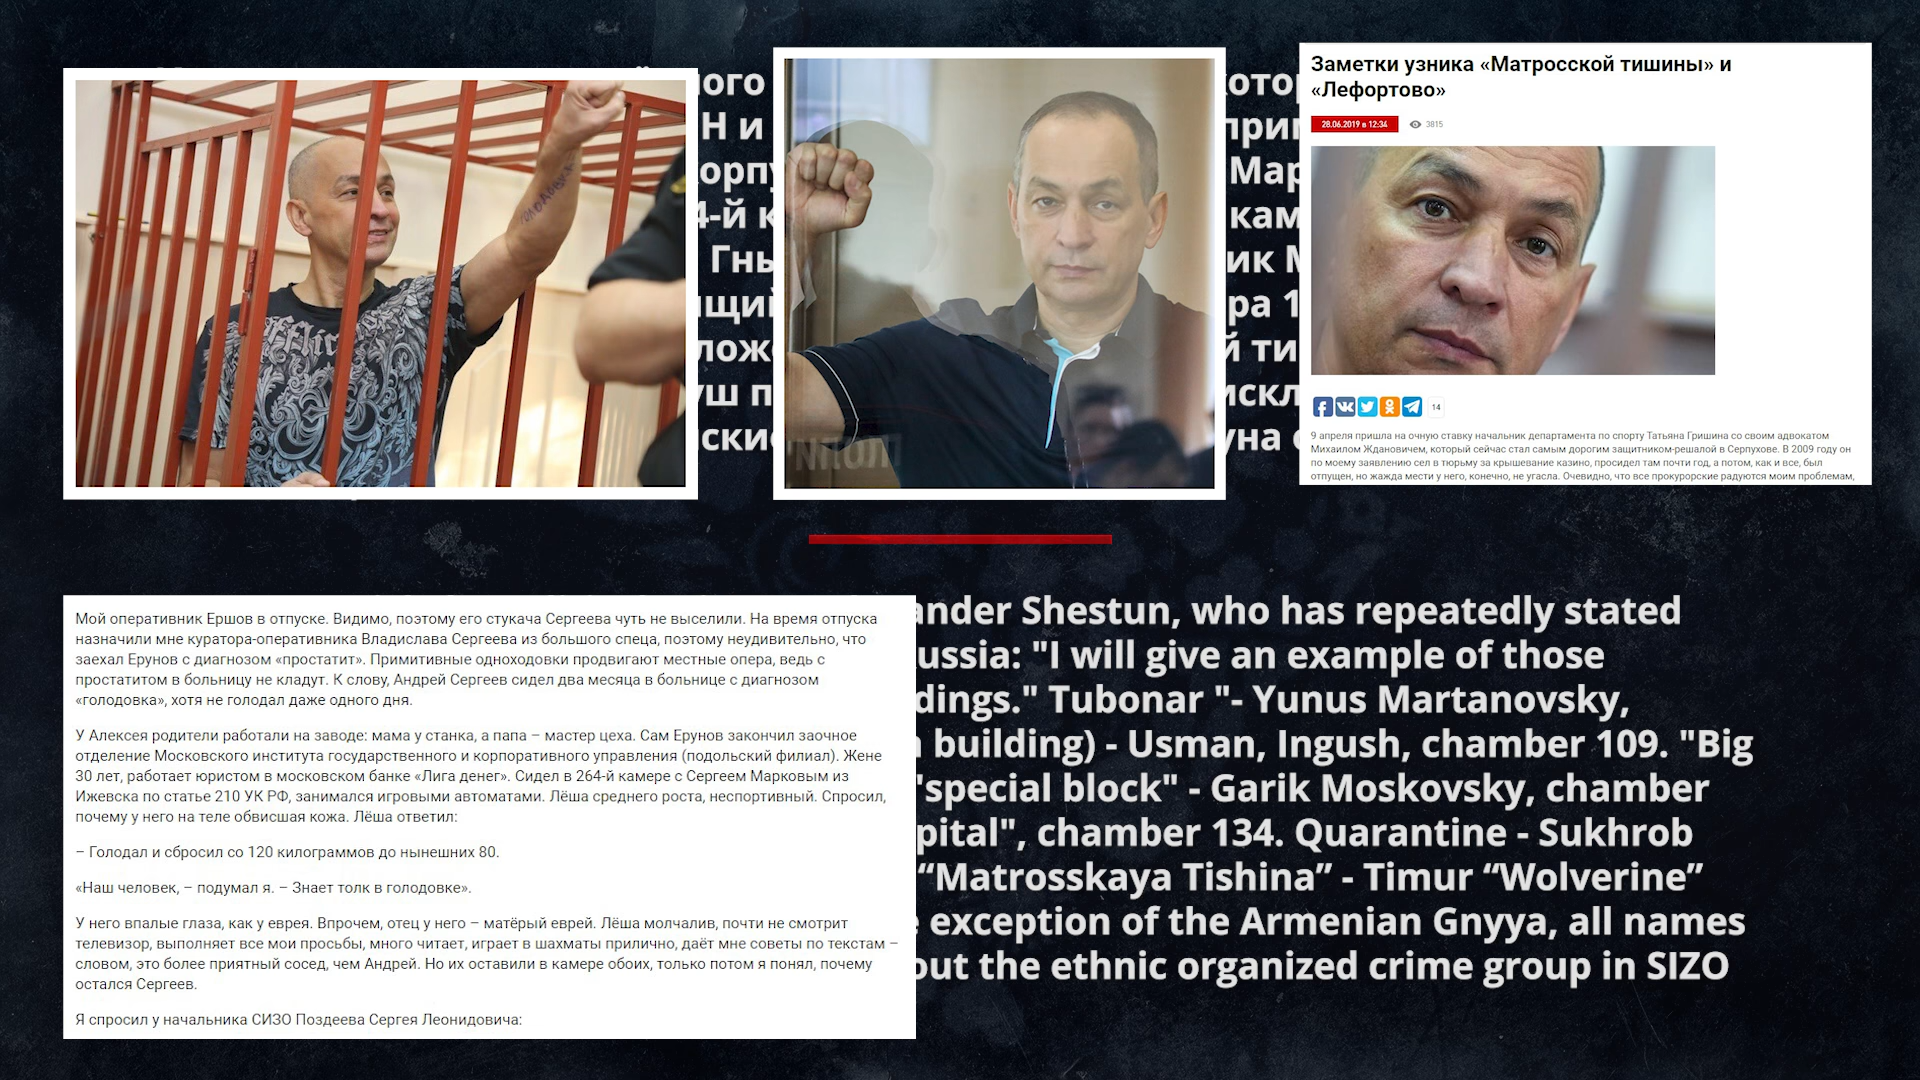 Заметки узника «Матросской тишины» и
«Лефортово»
28.06.2019 в 12:34 3815
14
9 апреля пришла на очную ставку начальник департамента по спорту Татьяна Гришина со своим адвокатом
Михаилом Ждановичем, который сейчас стал самым дорогим защитником-решалой в Серпухове. В 2009 году он
по моему заявлению сел в тюрьму за крышевание казино, просидел там почти год, а потом, как и все, был
отпущен, но жажда мести у него, конечно, не угасла. Очевидно, что все прокурорские радуются моим проблемам,
Affliction
Н и
4-й
Мар
кам
ик
ра 1
й ти
уна
Мой оперативник Ершов в отпуске. Видимо, поэтому его стукача Сергеева чуть не выселили. На время отпуска
назначили мне куратора-оперативника Владислава Сергеева из большого спеца, поэтому неудивительно, что
заехал Ерунов с диагнозом «простатит». Примитивные одноходовки продвигают местные опера, ведь с
простатитом в больницу не кладут. К слову, Андрей Сергеев сидел два месяца в больнице с диагнозом
«голодовка», хотя не голодал даже одного дня.
У Алексея родители работали на заводе: мама у станка, а папа – мастер цеха. Сам Ерунов закончил заочное
отделение Московского института государственного и корпоративного управления (подольский филиал). Жене
30 лет, работает юристом в московском банке «Лига денег». Сидел в 264-й камере с Сергеем Марковым из
Ижевска по статье 210 УК РФ, занимался игровыми автоматами. Лёша среднего роста, неспортивный. Спросил,
почему у него на теле обвисшая кожа. Лёша ответил:
– Голодал и сбросил со 120 килограммов до нынешних 80.
«Наш человек, – подумал я. – Знает толк в голодовке».
У него впалые глаза, как у еврея. Впрочем, отец у него – матёрый еврей. Лёша молчалив, почти не смотрит
телевизор, выполняет все мои просьбы, много читает, играет в шахматы прилично, даёт мне советы по текстам –
словом, это более приятный сосед, чем Андрей. Но их оставили в камере обоих, только потом я понял, почему
остался Сергеев.
Я спросил у начальника СИЗО Поздеева Сергея Леонидовича:
ander Shestun, who has repeatedly stated
ussia: "I will give an example of those
dings." Tubonar "- Yunus Martanovsky,
building) - Usman, Ingush, chamber 109. "Big
"special block" - Garik Moskovsky, chamber
pital", chamber 134. Quarantine - Sukhrob
“Matrosskaya Tishina” - Timur “Wolverine”
exception of the Armenian Gnyya, all names
out the ethnic organized crime group in SIZO